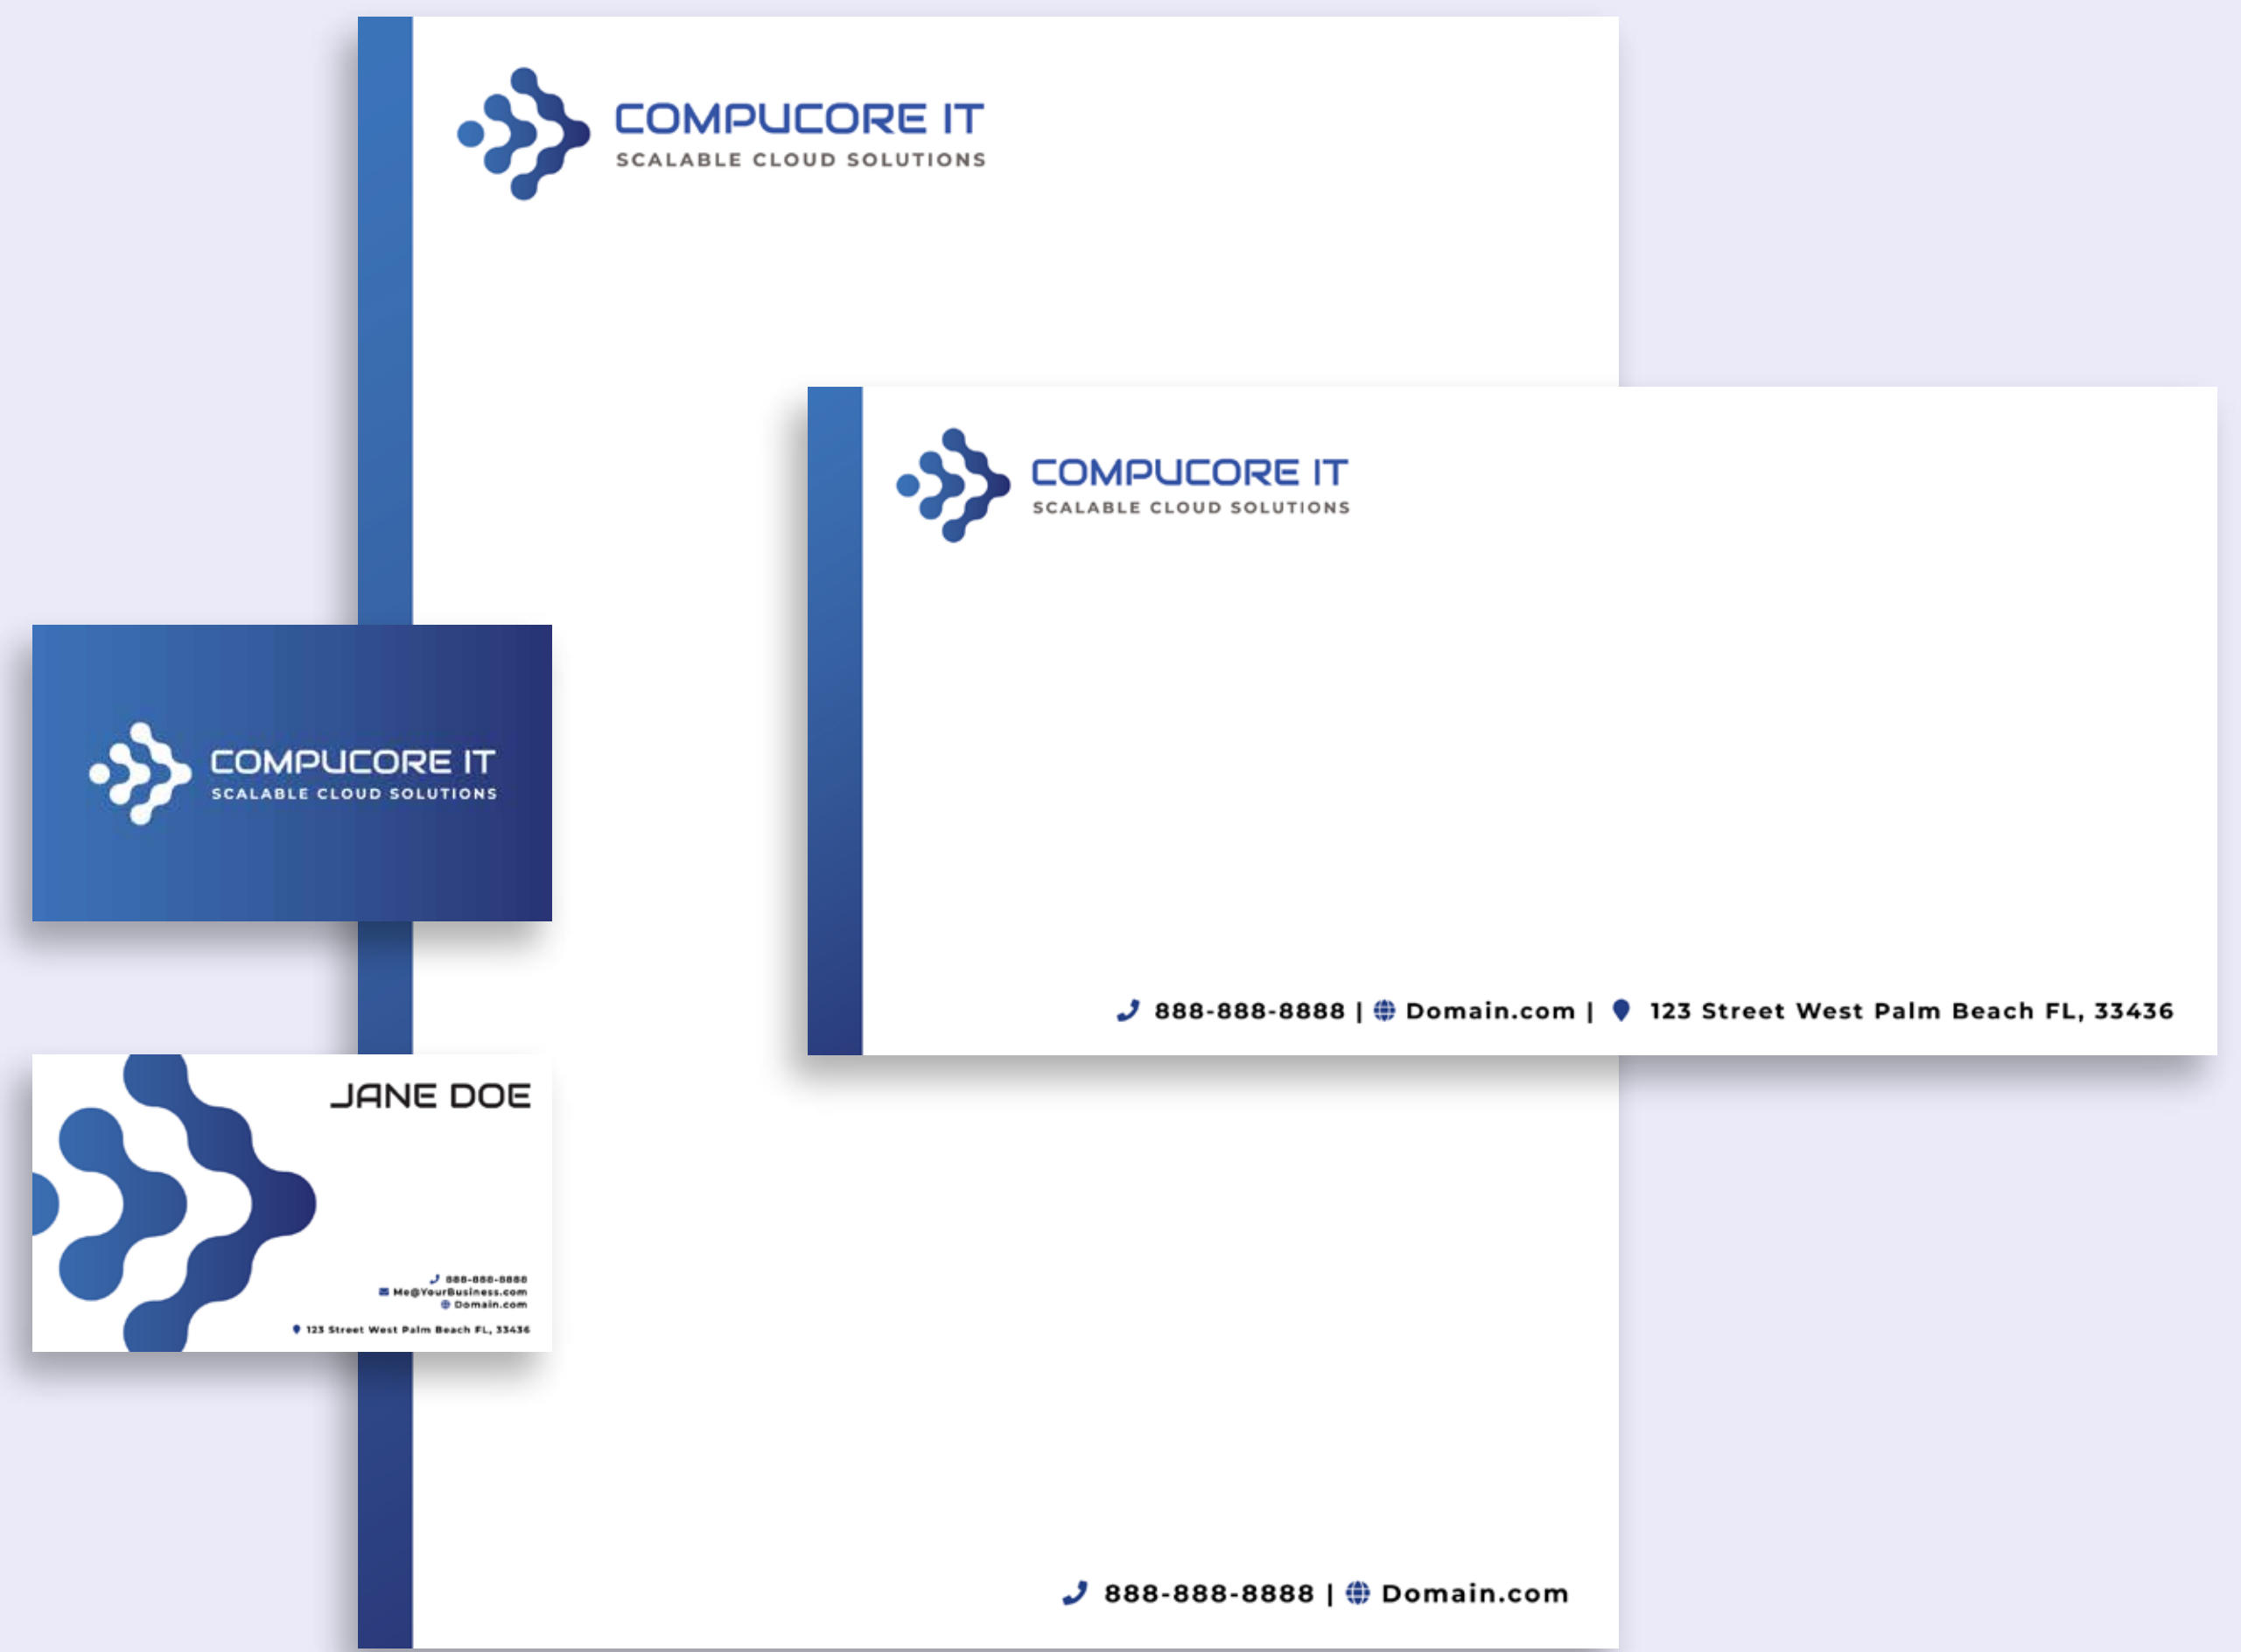 COMPUCORE IT
SCALABLE CLOUD SOLUTIONS
COMPUCORE IT
SCALABLE CLOUD SOLUTIONS
888-888-8888 | Domain.com | 123 Street West Palm Beach FL, 33436
COMPUCORE IT
SCALABLE CLOUD SOLUTIONS
JANE DOE
888-888-8888
Me@YourBusiness.com
Domain.com
123 Street West Palm Beach FL, 33436
888-888-8888 | Domain.com